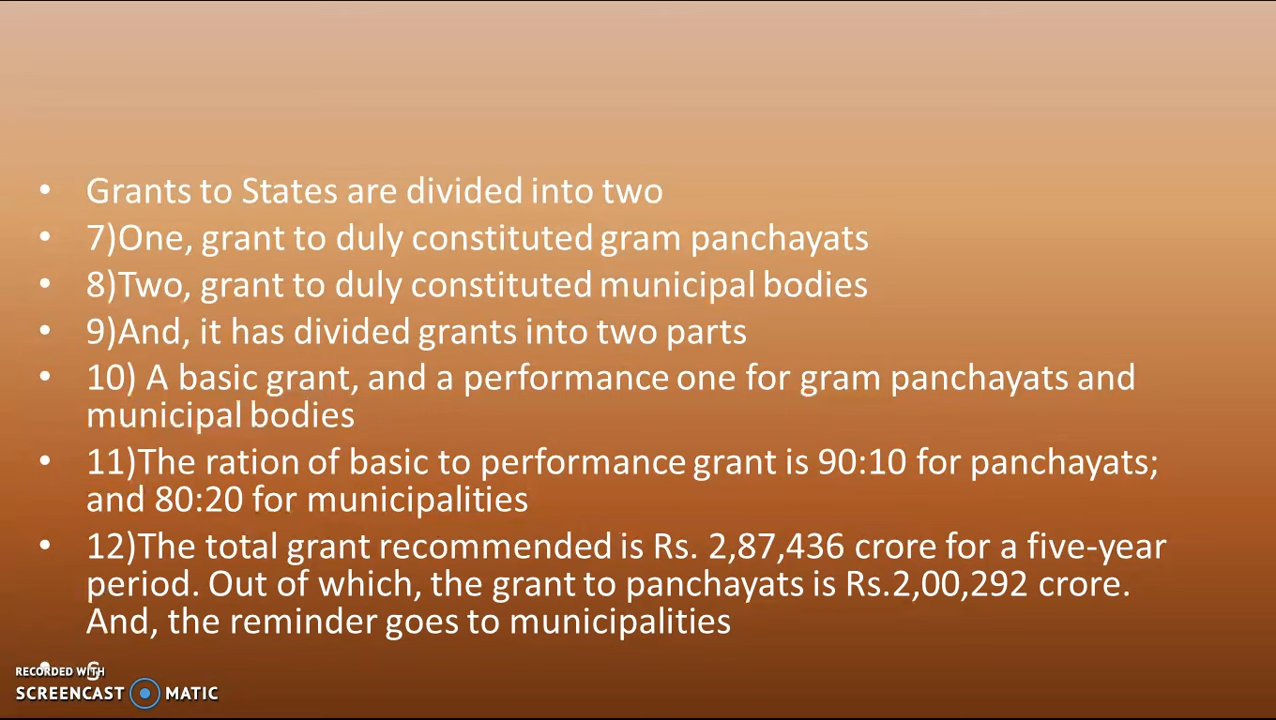 • Grants to States are divided into two
• 7)One, grant to duly constituted gram panchayats
• 8)Two, grant to duly constituted municipal bodies
• 9)And, it has divided grants into two parts
• 10) A basic grant, and a performance one for gram panchayats and
municipal bodies
• 11)The ration of basic to performance grant is 90:10 for panchayats;
and 80:20 for municipalities
• 12)The total grant recommended is Rs. 2,87,436 crore for a five-year
period. Out of which, the grant to panchayats is Rs.2,00,292 crore.
And, the reminder goes to municipalities
RECORDED WITH
SCREENCAST MATIC